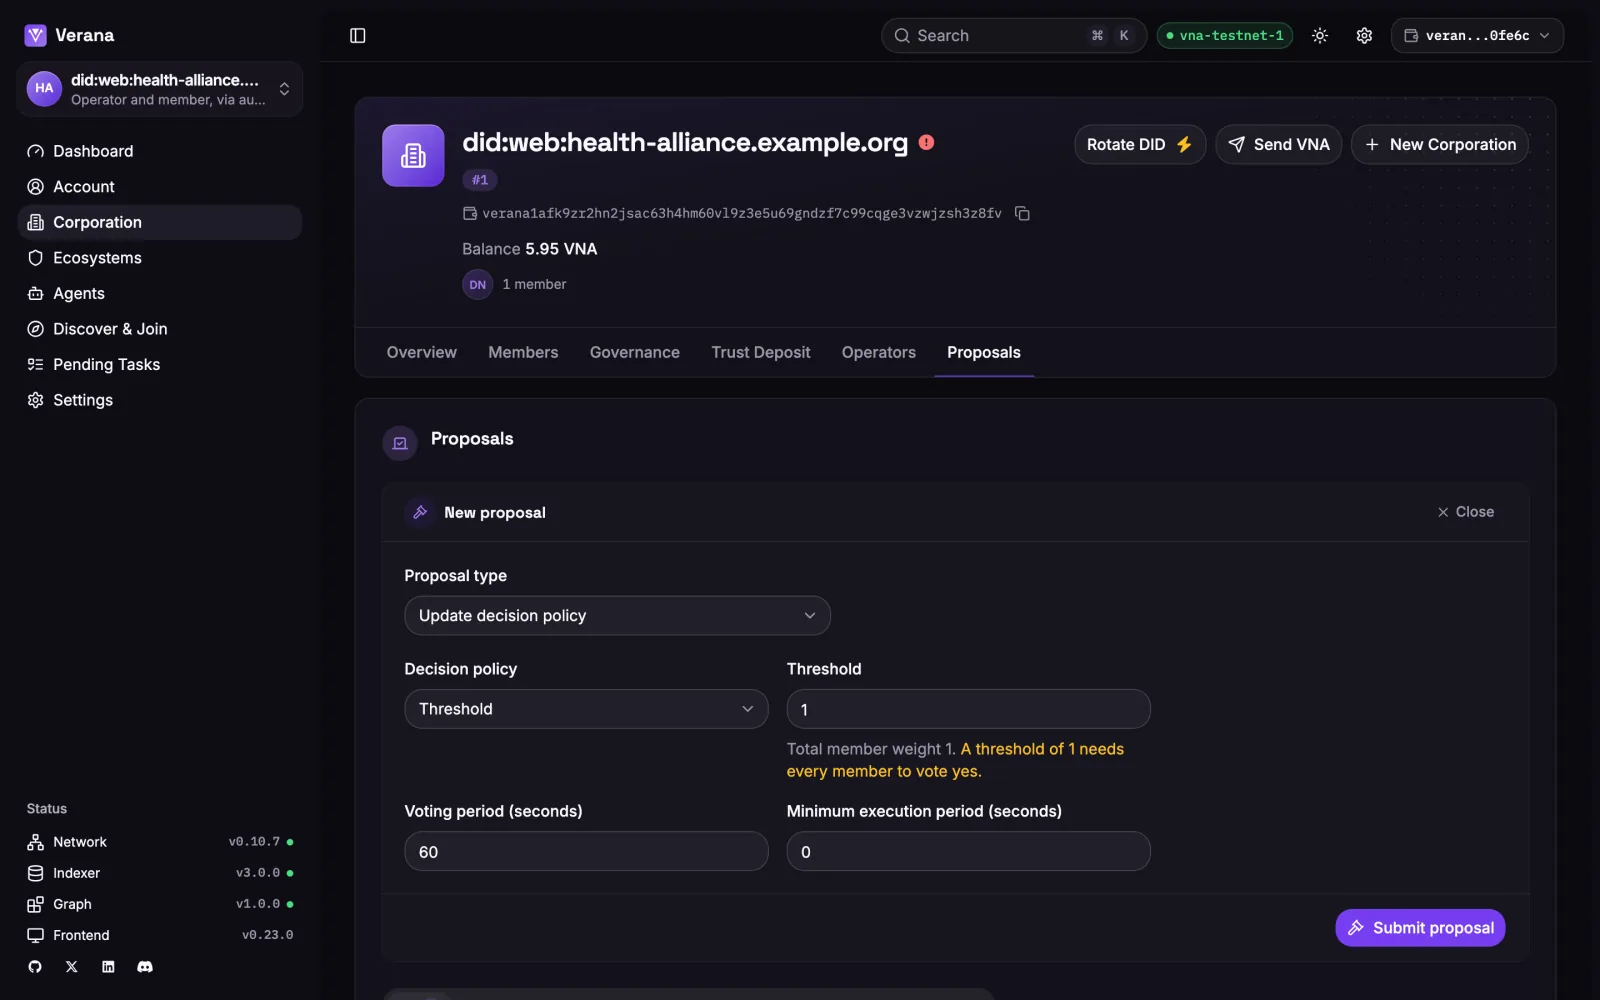 Verana
HA
did:web:health-alliance....
Operator and member, via au...
Dashboard
Account
Corporation
Ecosystems
Agents
Discover & Join
Pending Tasks
Settings
Status
Network v0.10.7
Indexer v3.0.0
Graph v1.0.0
Frontend v0.23.0
Search ⌘ K
vna-testnet-1
veran...0fe6c
did:web:health-alliance.example.org
#1
verana1afk9zr2hn2jsac63h4hm60vl9z3e5u69gndzf7c99cqge3vzwjzsh3z8fv
Balance 5.95 VNA
DN 1 member
Rotate DID
Send VNA
New Corporation
Overview Members Governance Trust Deposit Operators Proposals
Proposals
New proposal
Close
Proposal type
Update decision policy
Decision policy
Threshold
Threshold
1
Total member weight 1. A threshold of 1 needs
every member to vote yes.
Voting period (seconds)
60
Minimum execution period (seconds)
0
Submit proposal